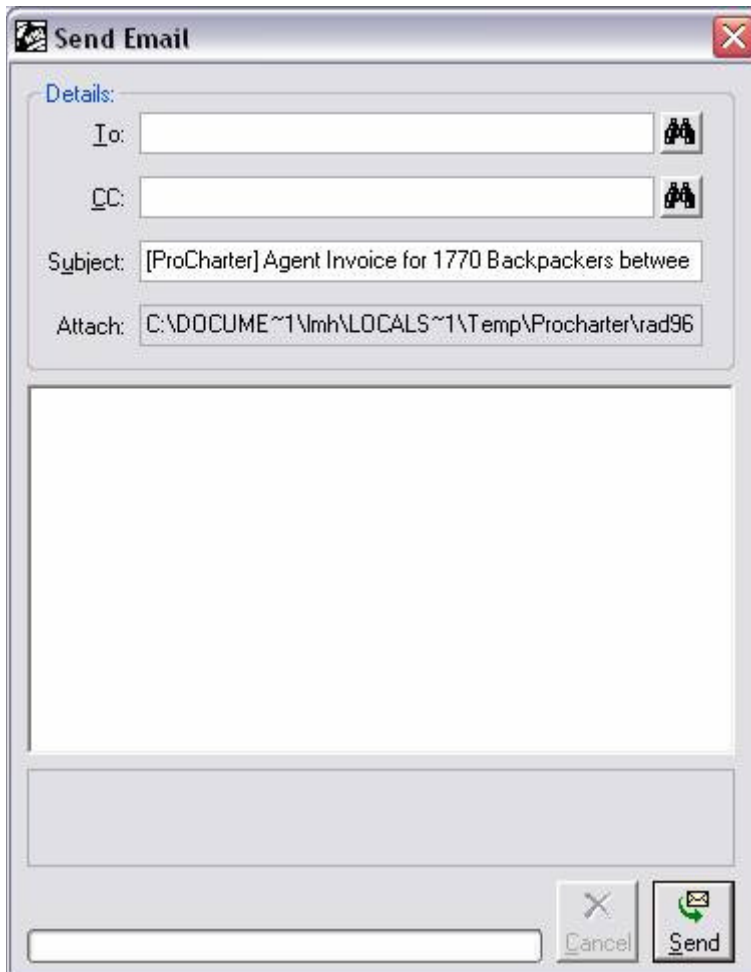 Send Email
Details:
To:
CC:
Subject: [ProCharter] Agent Invoice for 1770 Backpackers betwee
Attach: C:\DOCUME~1\lmh\LOCALS~1\Temp\Procharter\rad96
Cancel Send